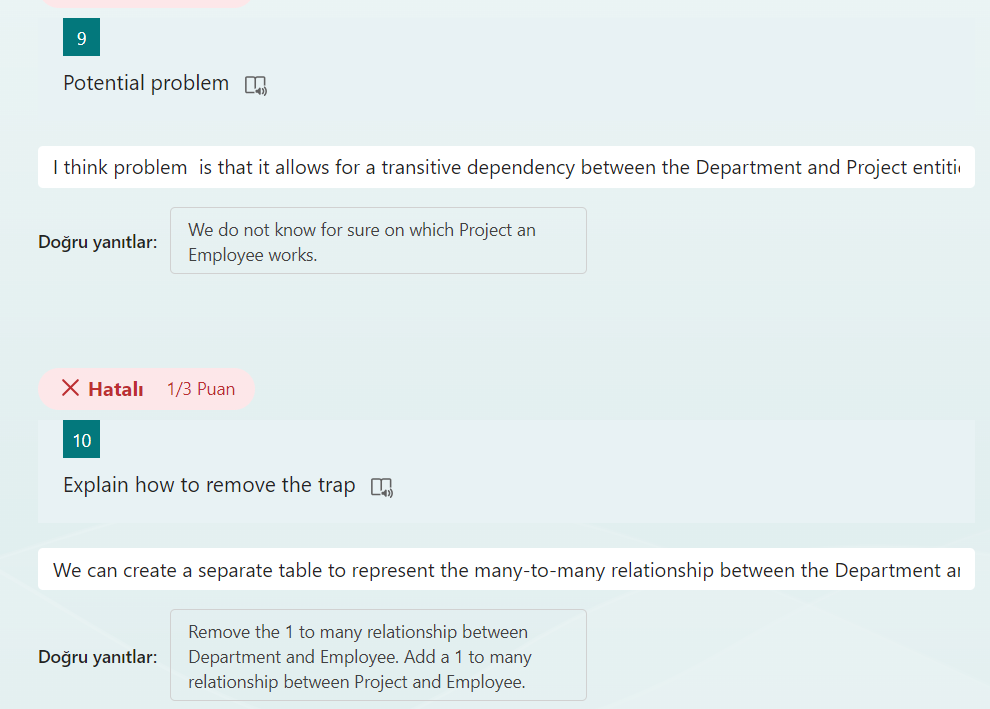 9
Potential problem
I think problem  is that it allows for a transitive dependency between the Department and Project
Doğru yanıtlar:
We do not know for sure on which Project an
Employee works.
Hatalı 1/3 Puan
10
Explain how to remove the trap
We can create a separate table to represent the many-to-many relationship between the Department
Doğru yanıtlar:
Remove the 1 to many relationship between
Department and Employee. Add a 1 to many
relationship between Project and Employee.